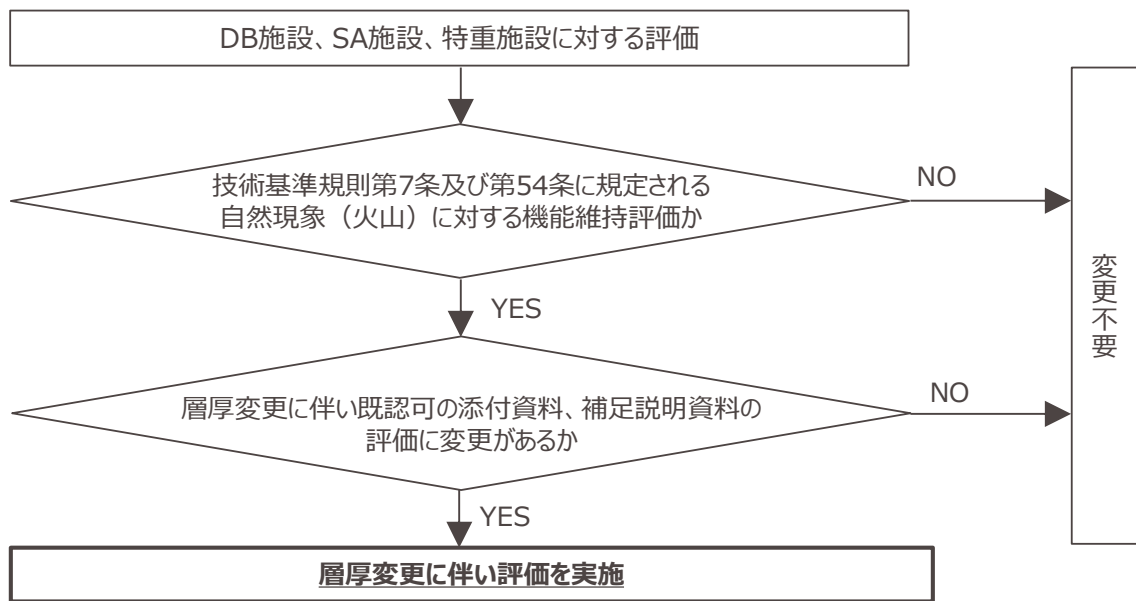 DB施設、SA施設、特重施設に対する評価
技術基準規則第7条及び第54条に規定される
自然現象（火山）に対する機能維持評価か
NO
YES
層厚変更に伴い既認可の添付資料、補足説明資料の
評価に変更があるか
NO
YES
層厚変更に伴い評価を実施
変更不要